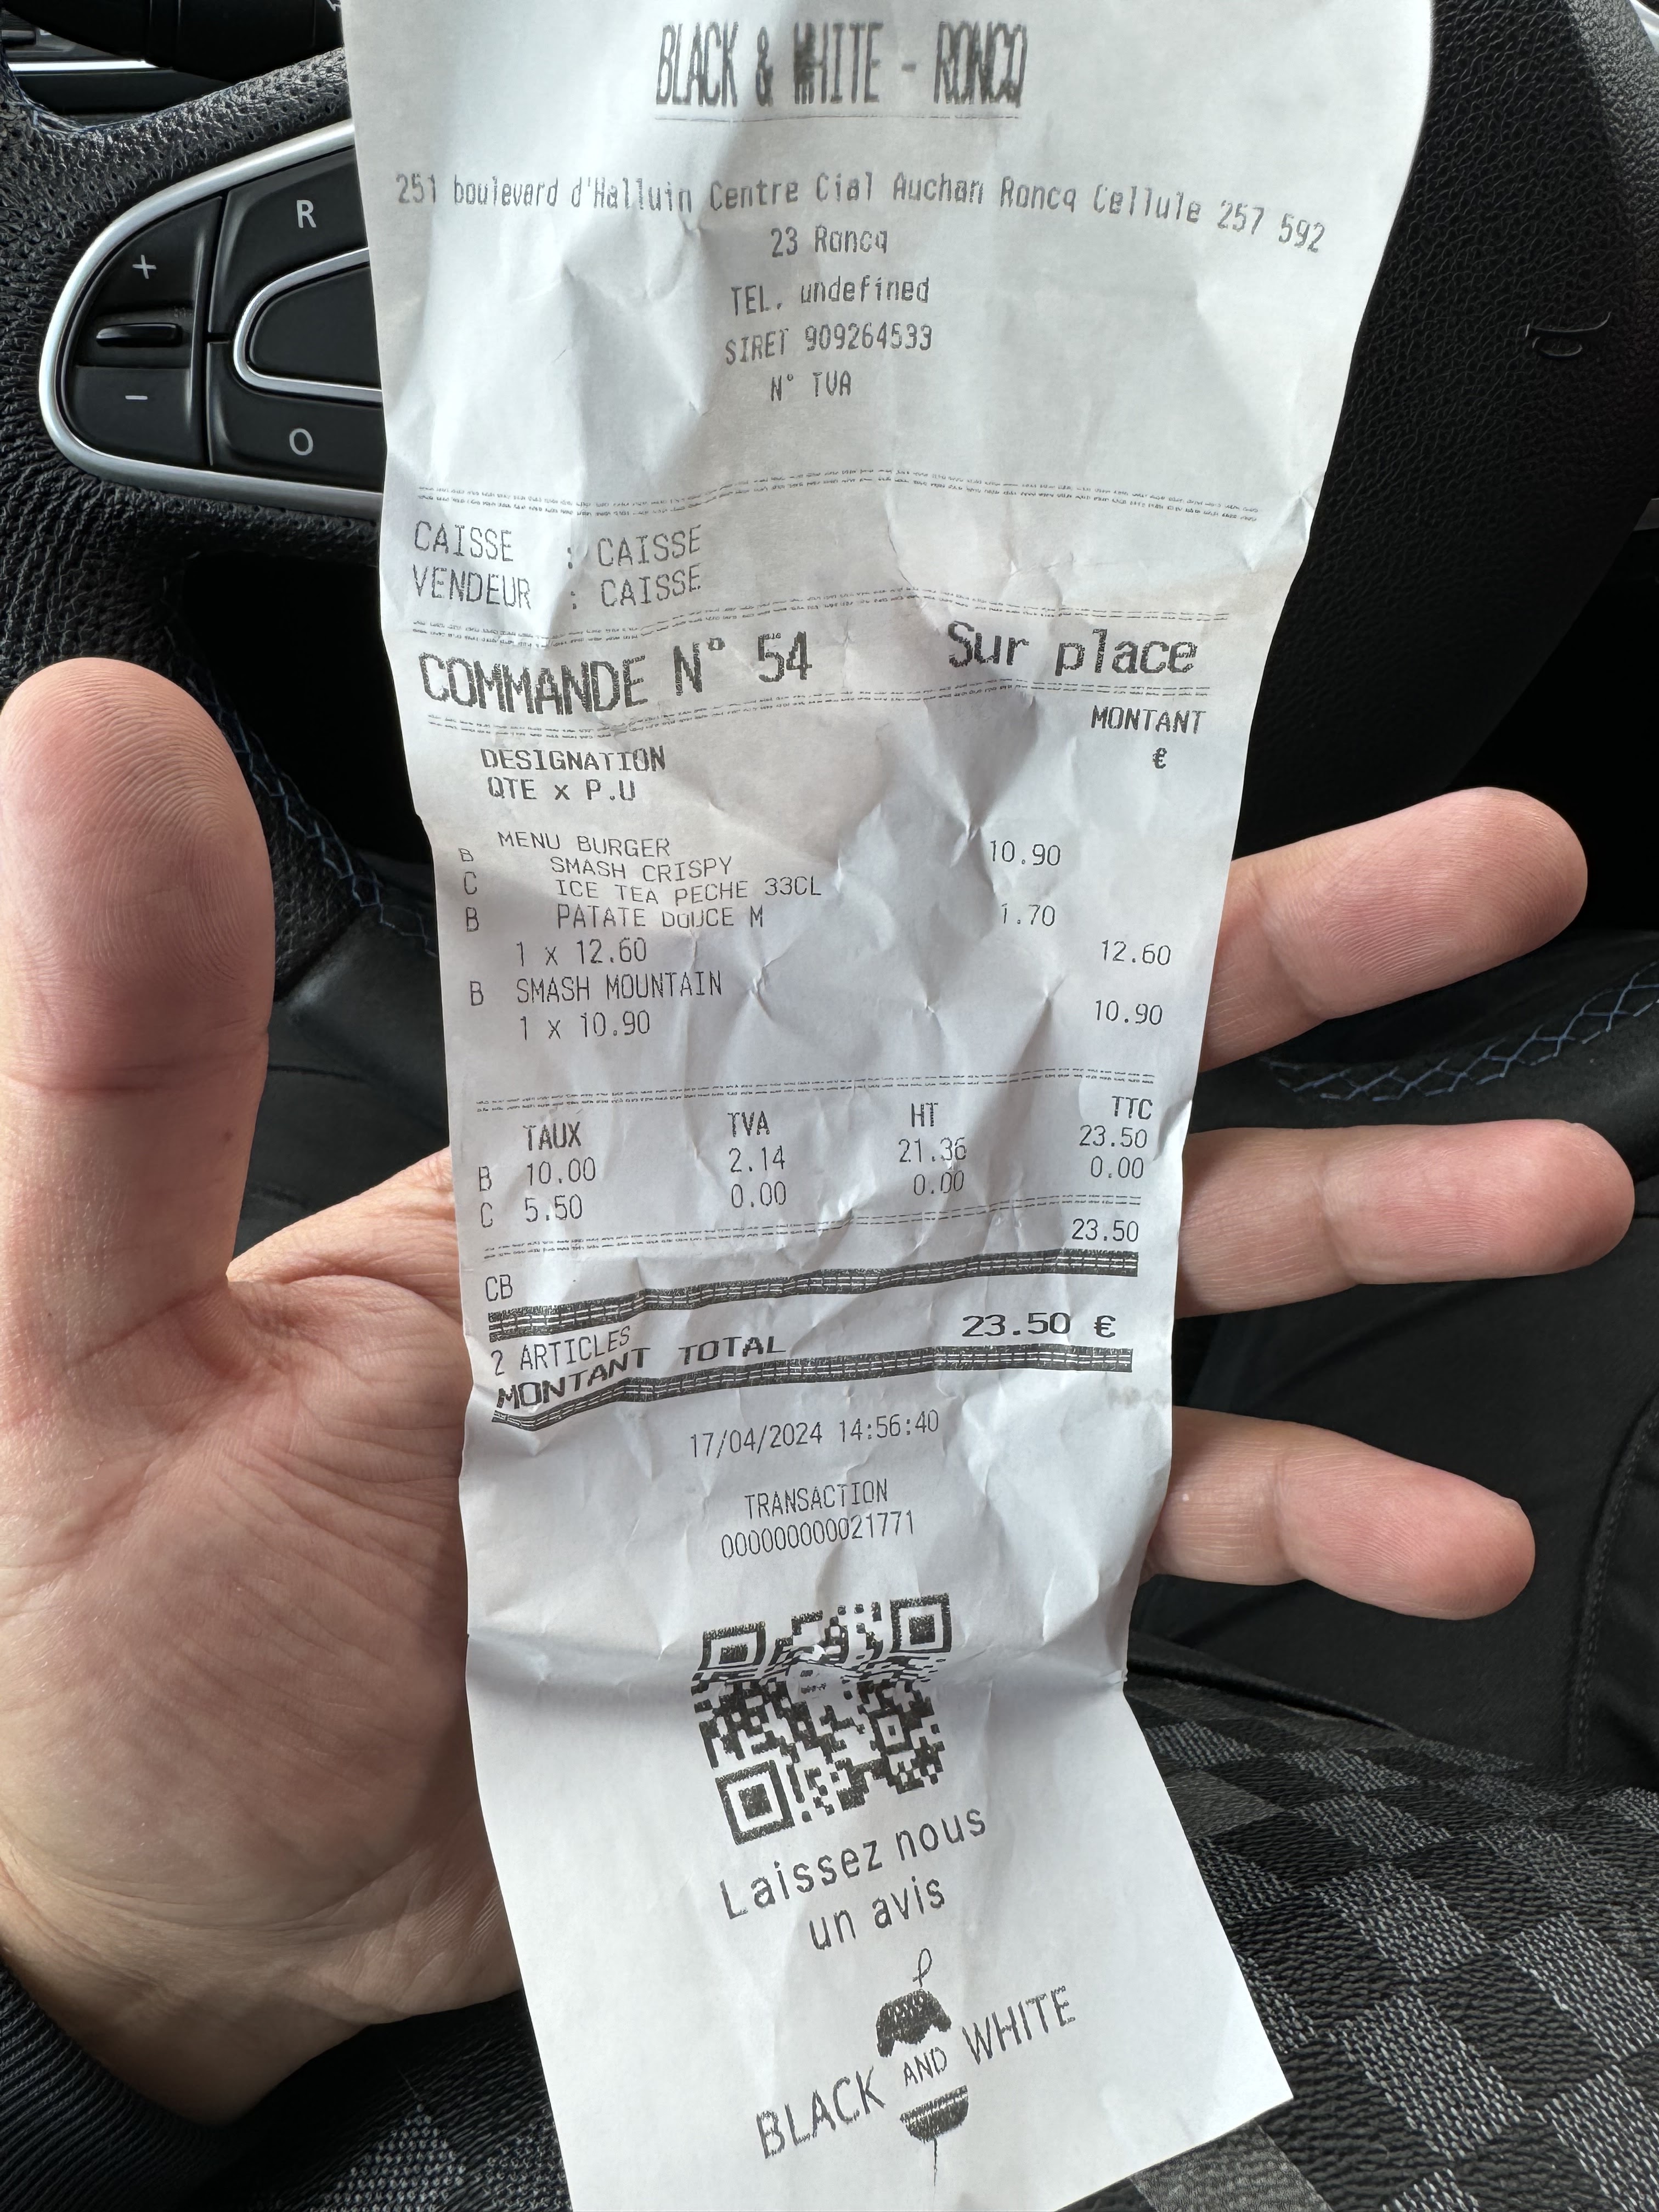 R
+
-
O
BLACK & WHITE - RONCQ
251 boulevard d'Halluin Centre Cial Auchan Roncq Cellule 257 592
23 Roncq
TEL. undefined
SIRET 909264533
N° TVA
CAISSE : CAISSE
VENDEUR : CAISSE
COMMANDE N° 54 Sur place
MONTANT
DESIGNATION €
QTE x P.U
MENU BURGER
B SMASH CRISPY 10.90
C ICE TEA PECHE 33CL
B PATATE DOUCE M 1.70
1 x 12.60 12.60
B SMASH MOUNTAIN
1 x 10.90 10.90
TAUX TVA HT TTC
B 10.00 2.14 21.36 23.50
C 5.50 0.00 0.00 0.00
CB 23.50
2 ARTICLES
MONTANT TOTAL 23.50 €
17/04/2024 14:56:40
TRANSACTION
000000000021771
Laissez nous
un avis
BLACK AND WHITE